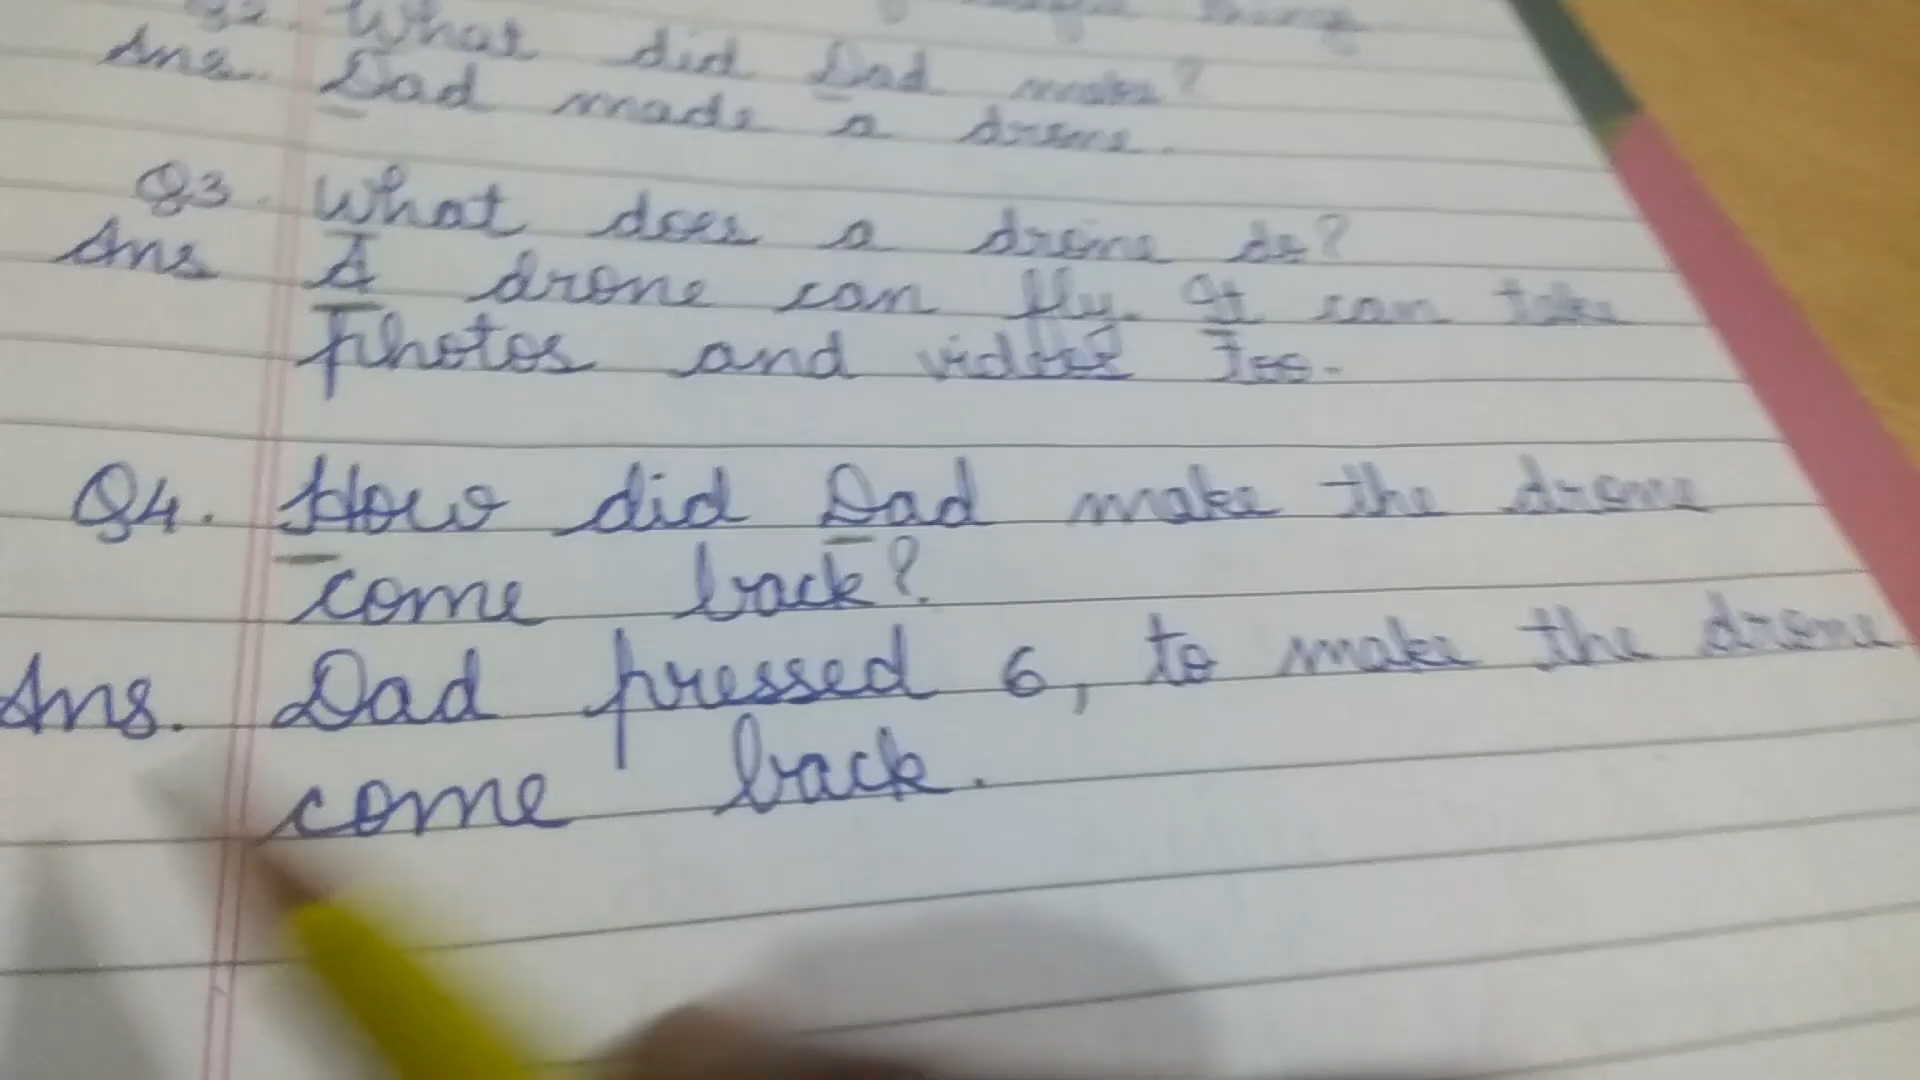 Q2. What did Dad make?
Ans. Dad made a drone.
Q3. What does a drone do?
Ans A drone can fly. It can take
photos and videos too.
Q4. How did Dad make the drone
come back?
Ans. Dad pressed 6, to make the drone
come back.